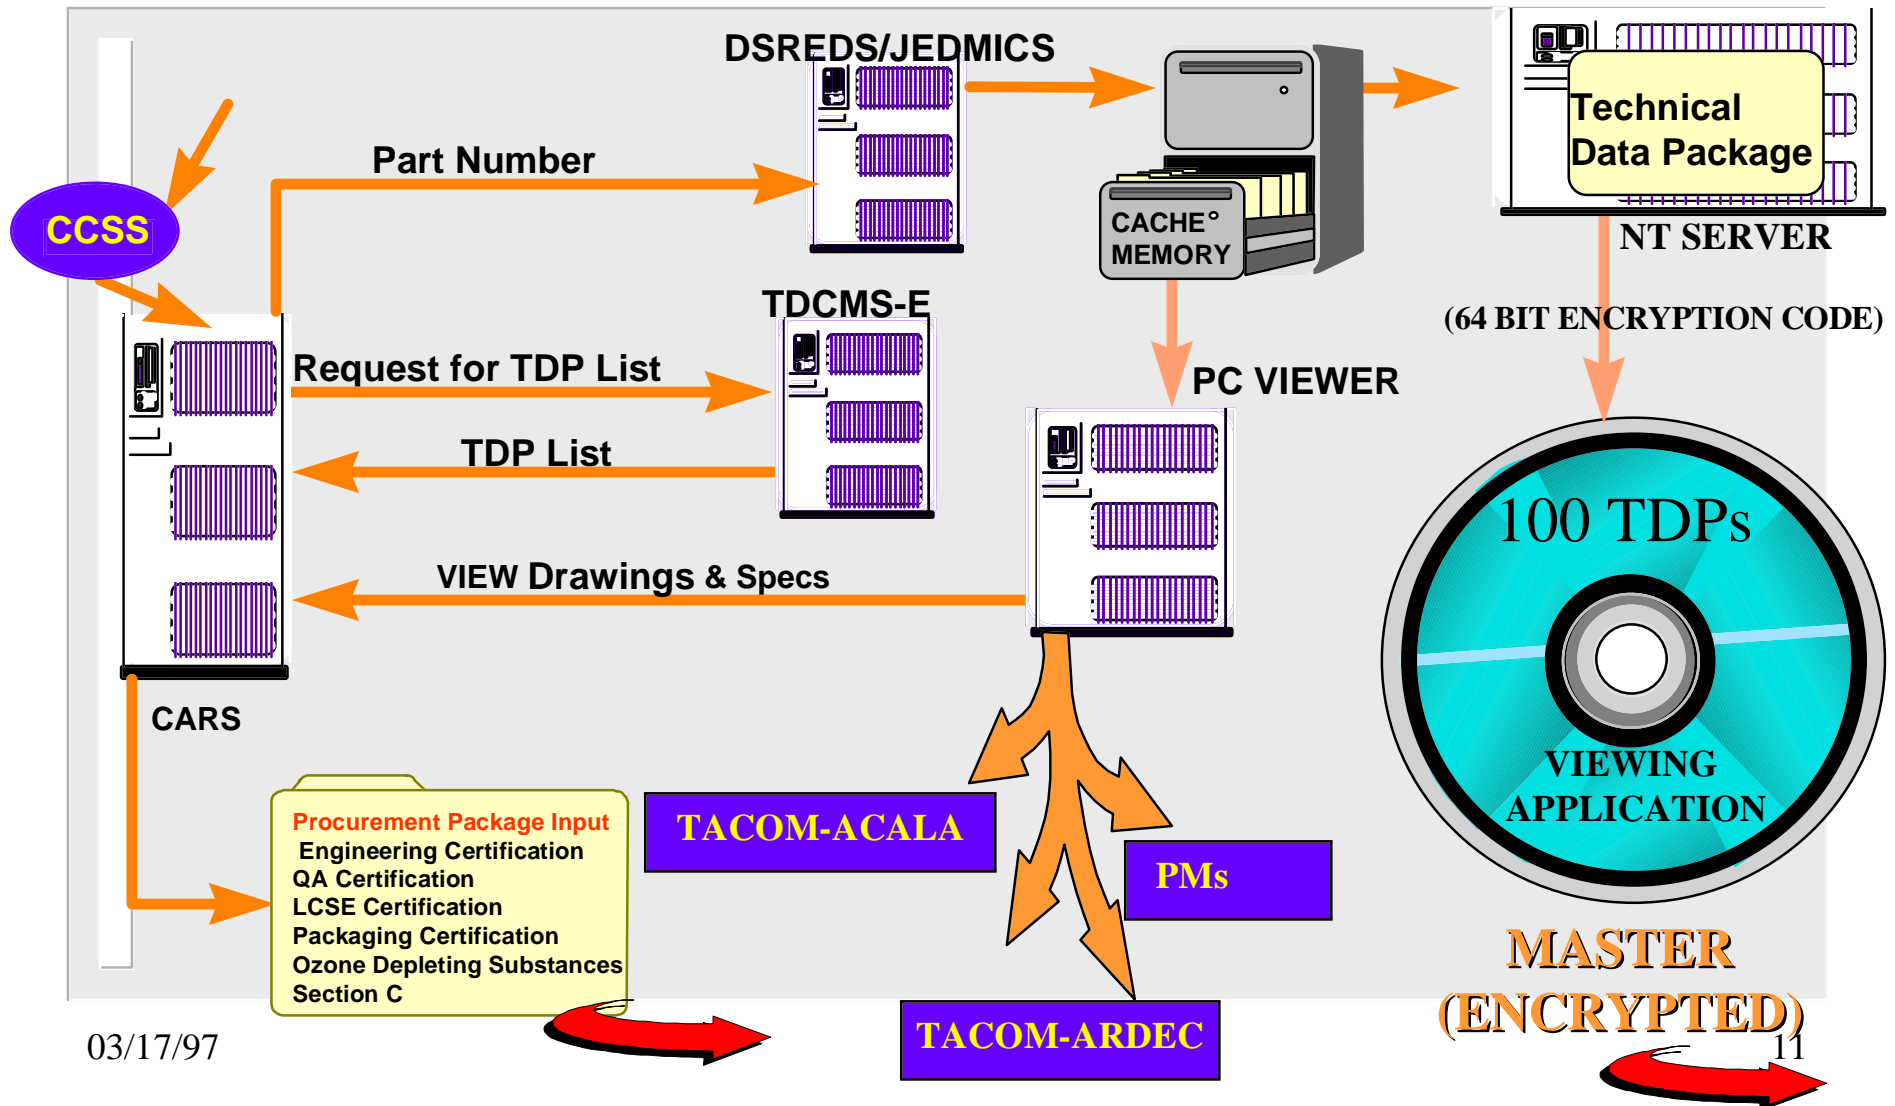 DSREDS/JEDMICS
Technical
Data Package
Part Number
CCSS
CACHE
MEMORY
NT SERVER
TDCMS-E
(64 BIT ENCRYPTION CODE)
Request for TDP List
PC VIEWER
TDP List
100 TDPs
VIEW Drawings & Specs
CARS
VIEWING
APPLICATION
Procurement Package Input
Engineering Certification
QA Certification
LCSE Certification
Packaging Certification
Ozone Depleting Substances
Section C
TACOM-ACALA
PMs
TACOM-ARDEC
MASTER
(ENCRYPTED)
03/17/97
11